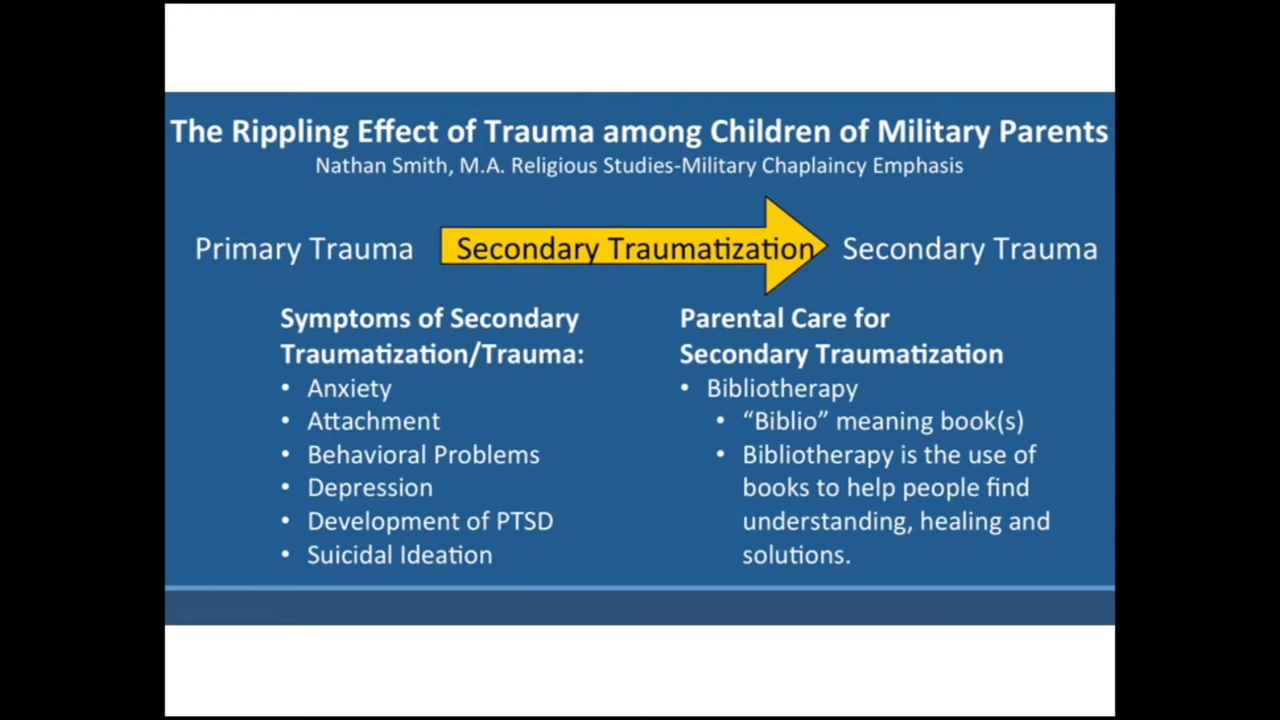 The Rippling Effect of Trauma among Children of Military Parents
Nathan Smith, M.A. Religious Studies-Military Chaplaincy Emphasis
Primary Trauma
Secondary Traumatization
Secondary Trauma
Symptoms of Secondary
Traumatization/Trauma:
• Anxiety
• Attachment
• Behavioral Problems
• Depression
• Development of PTSD
• Suicidal Ideation
Parental Care for
Secondary Traumatization
• Bibliotherapy
• “Biblio” meaning book(s)
• Bibliotherapy is the use of
books to help people find
understanding, healing and
solutions.